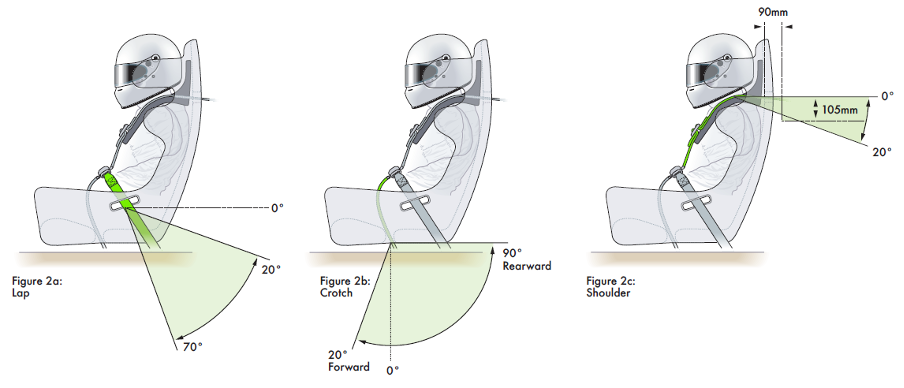 90mm
0°
105mm
20°
0°
20°
70°
Figure 2a:
Lap
90°
Rearward
20°
Forward
0°
Figure 2b:
Crotch
Figure 2c:
Shoulder